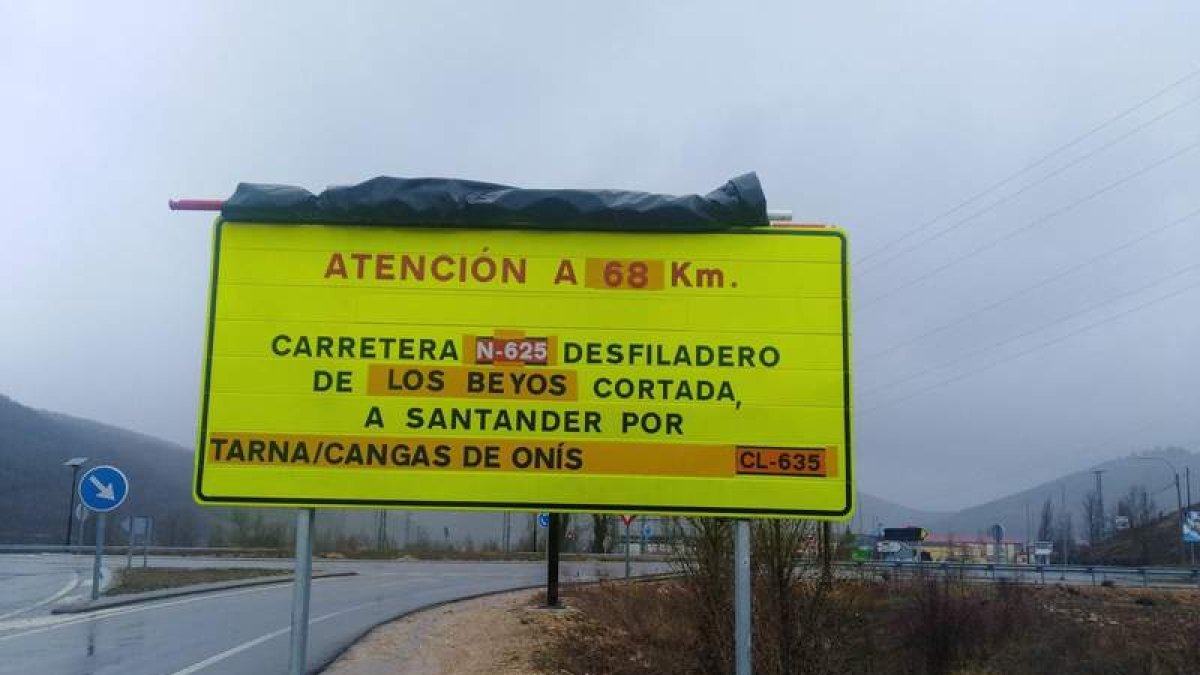 ATENCIÓN A 68 Km.
CARRETERA N-625 DESFILADERO
DE LOS BEYOS CORTADA,
A SANTANDER POR
TARNA/CANGAS DE ONÍS CL-635